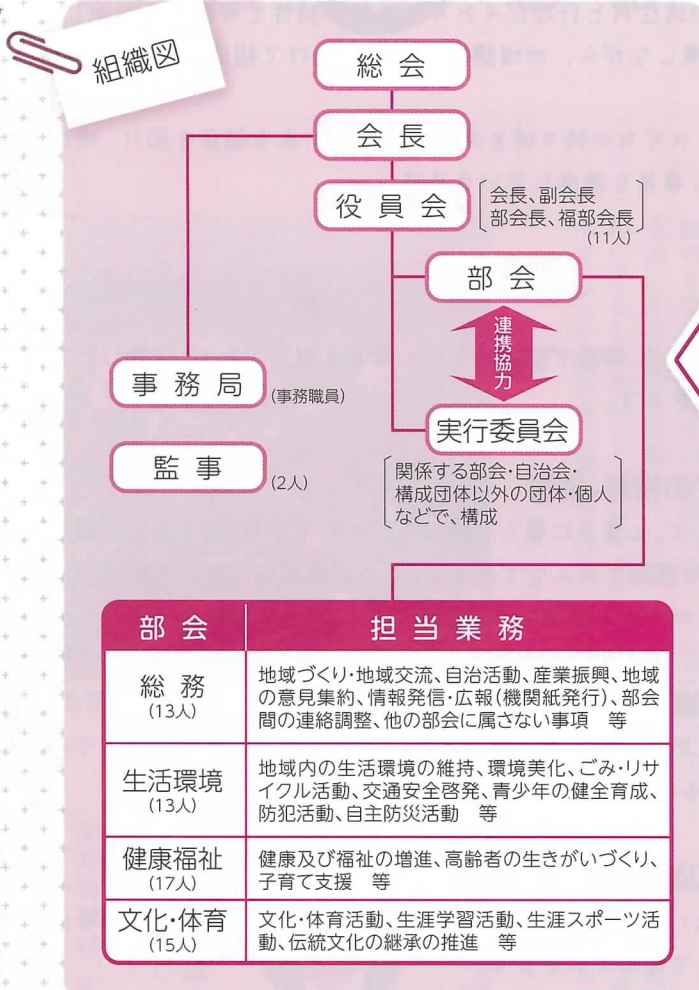 組織図
総会
会長
役員会
会長、副会長
部会長、福部会長
(11人)
部会
連携協力
事務局
(事務職員)
実行委員会
監事
(2人)
関係する部会・自治会・
構成団体以外の団体・個人
などで、構成
部会
担当業務
総務
(13人)
地域づくり・地域交流、自治活動、産業振興、地域
の意見集約、情報発信・広報(機関紙発行)、部会
間の連絡調整、他の部会に属さない事項　等
生活環境
(13人)
地域内の生活環境の維持、環境美化、ごみ・リサ
イクル活動、交通安全啓発、青少年の健全育成、
防犯活動、自主防災活動　等
健康福祉
(17人)
健康及び福祉の増進、高齢者の生きがいづくり、
子育て支援　等
文化・体育
(15人)
文化・体育活動、生涯学習活動、生涯スポーツ活
動、伝統文化の継承の推進　等